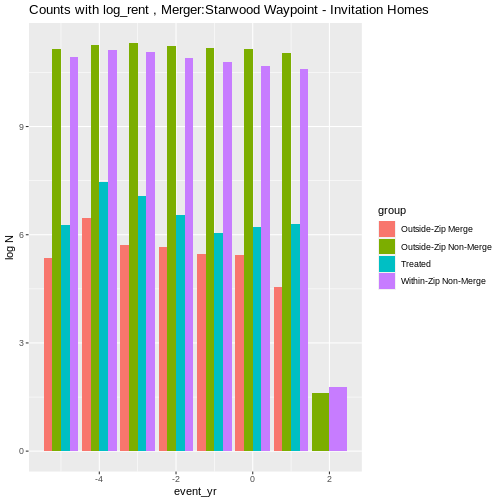 Counts with log_rent , Merger:Starwood Waypoint - Invitation Homes
log N
9
6
3
0
-4
-2
0
2
event_yr
group
Outside-Zip Merge
Outside-Zip Non-Merge
Treated
Within-Zip Non-Merge